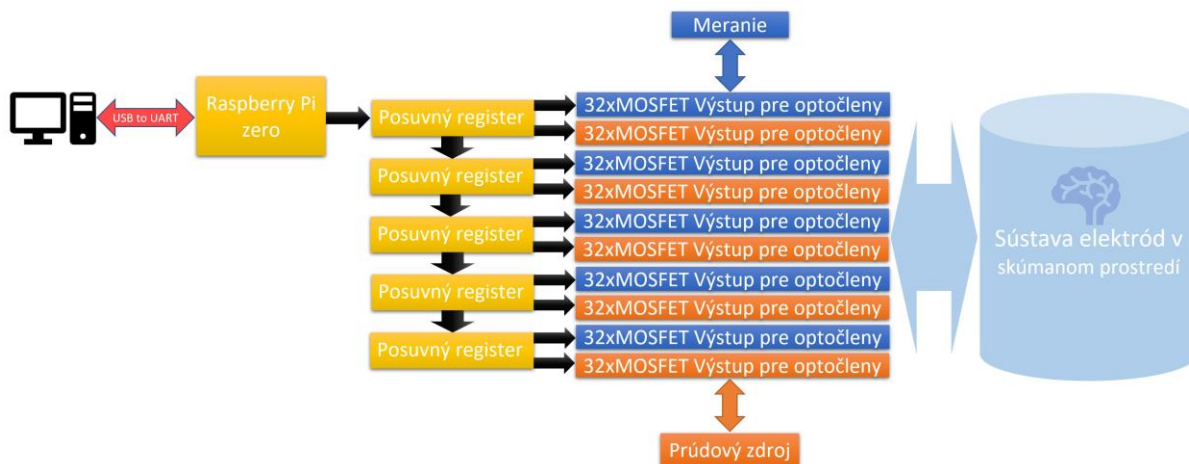 Meranie
USB to UART
Raspberry Pi
zero
Posuvný register
32xMOSFET Výstup pre optočleny
32xMOSFET Výstup pre optočleny
Posuvný register
32xMOSFET Výstup pre optočleny
32xMOSFET Výstup pre optočleny
Posuvný register
32xMOSFET Výstup pre optočleny
32xMOSFET Výstup pre optočleny
Posuvný register
32xMOSFET Výstup pre optočleny
32xMOSFET Výstup pre optočleny
Posuvný register
32xMOSFET Výstup pre optočleny
32xMOSFET Výstup pre optočleny
Sústava elektród v
skúmanom prostredí
Prúdový zdroj